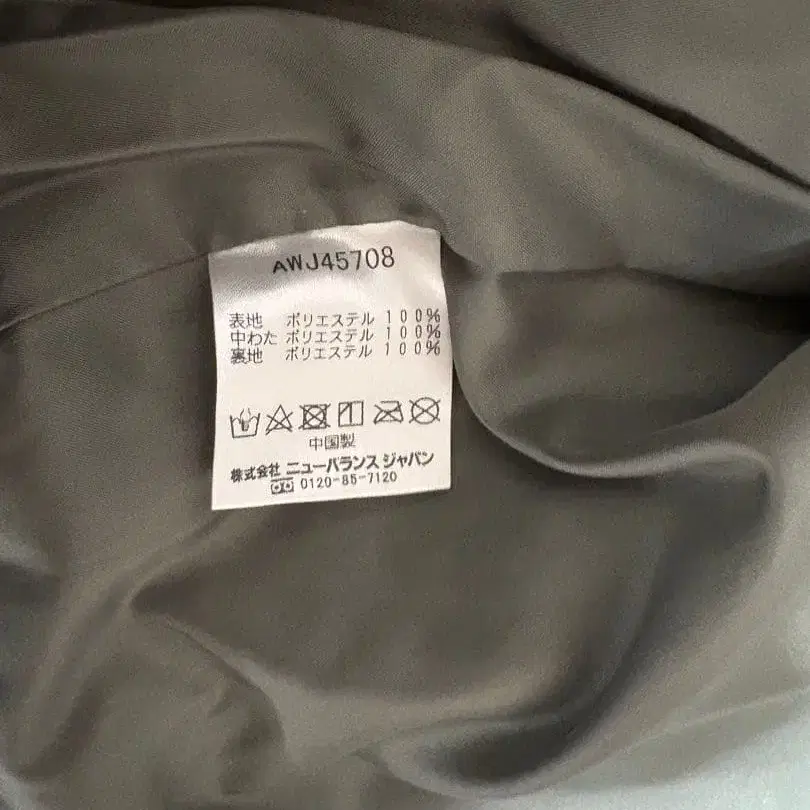 AWJ45708
表地 ポリエステル 100%
中わた ポリエステル 100%
裏地 ポリエステル 100%
中国製
株式会社 ニューバランス ジャパン
0120-85-7120